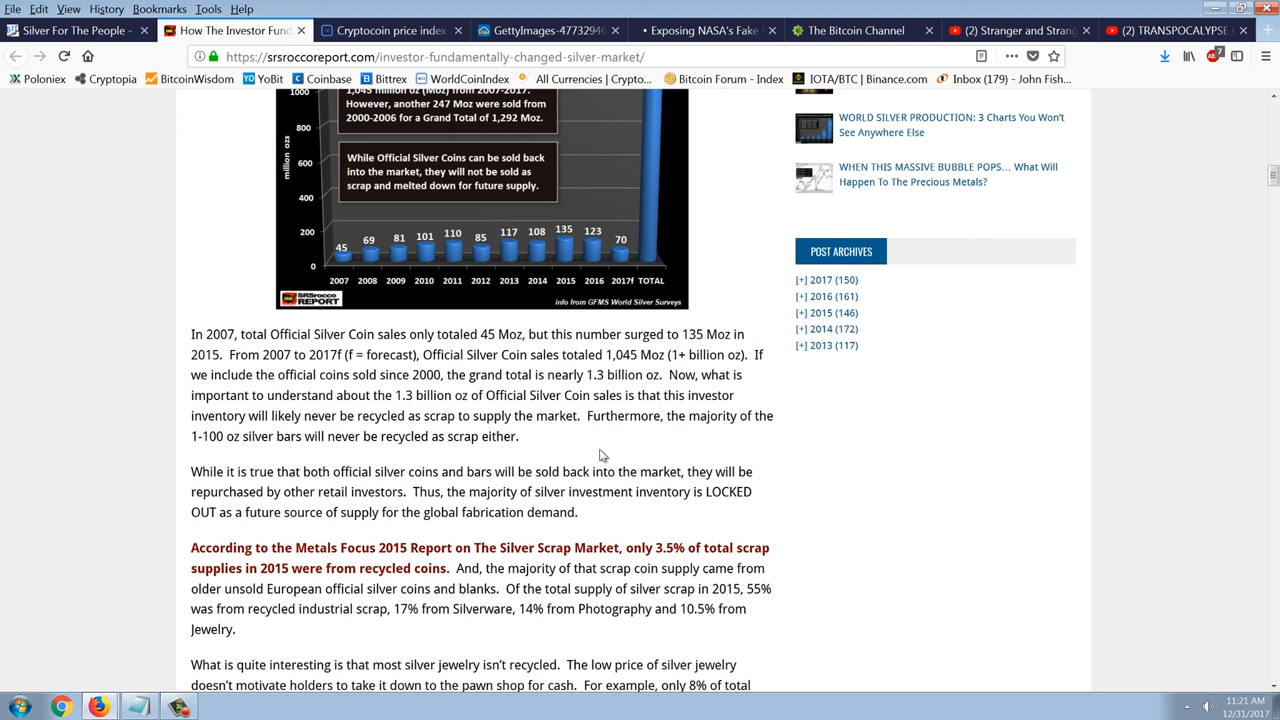 File Edit View History Bookmarks Tools Help
Silver For The People - How The Investor Fund Cryptocoin price index GettyImages-47732946 Exposing NASA's Fake The Bitcoin Channel (2) Stranger and Strang (2) TRANSPOCALYPSE
https://srsroccoreport.com/investor-fundamentally-changed-silver-market/
7
Poloniex Cryptopia BitcoinWisdom YoBit Coinbase Bittrex WorldCoinIndex All Currencies | Crypto... Bitcoin Forum - Index IOTA/BTC | Binance.com Inbox (179) - John Fish...
1,045 million oz (Moz) from 2007-2017.
However, another 247 Moz were sold from
2000-2006 for a Grand Total of 1,292 Moz.
While Official Silver Coins can be sold back
into the market, they will not be sold as
scrap and melted down for future supply.
million ozs
1000
800
600
400
200
0
45 69 81 101 110 85 117 108 135 123 70
2007 2008 2009 2010 2011 2012 2013 2014 2015 2016 2017f TOTAL
SRSrocco
REPORT
info from GFMS World Silver Surveys
In 2007, total Official Silver Coin sales only totaled 45 Moz, but this number surged to 135 Moz in
2015. From 2007 to 2017f (f = forecast), Official Silver Coin sales totaled 1,045 Moz (1+ billion oz). If
we include the official coins sold since 2000, the grand total is nearly 1.3 billion oz. Now, what is
important to understand about the 1.3 billion oz of Official Silver Coin sales is that this investor
inventory will likely never be recycled as scrap to supply the market. Furthermore, the majority of the
1-100 oz silver bars will never be recycled as scrap either.
While it is true that both official silver coins and bars will be sold back into the market, they will be
repurchased by other retail investors. Thus, the majority of silver investment inventory is LOCKED
OUT as a future source of supply for the global fabrication demand.
According to the Metals Focus 2015 Report on The Silver Scrap Market, only 3.5% of total scrap
supplies in 2015 were from recycled coins. And, the majority of that scrap coin supply came from
older unsold European official silver coins and blanks. Of the total supply of silver scrap in 2015, 55%
was from recycled industrial scrap, 17% from Silverware, 14% from Photography and 10.5% from
Jewelry.
What is quite interesting is that most silver jewelry isn't recycled. The low price of silver jewelry
doesn't motivate holders to take it down to the pawn shop for cash. For example, only 8% of total
WORLD SILVER PRODUCTION: 3 Charts You Won't
See Anywhere Else
WHEN THIS MASSIVE BUBBLE POPS... What Will
Happen To The Precious Metals?
POST ARCHIVES
[+] 2017 (150)
[+] 2016 (161)
[+] 2015 (146)
[+] 2014 (172)
[+] 2013 (117)
11:21 AM
12/31/2017